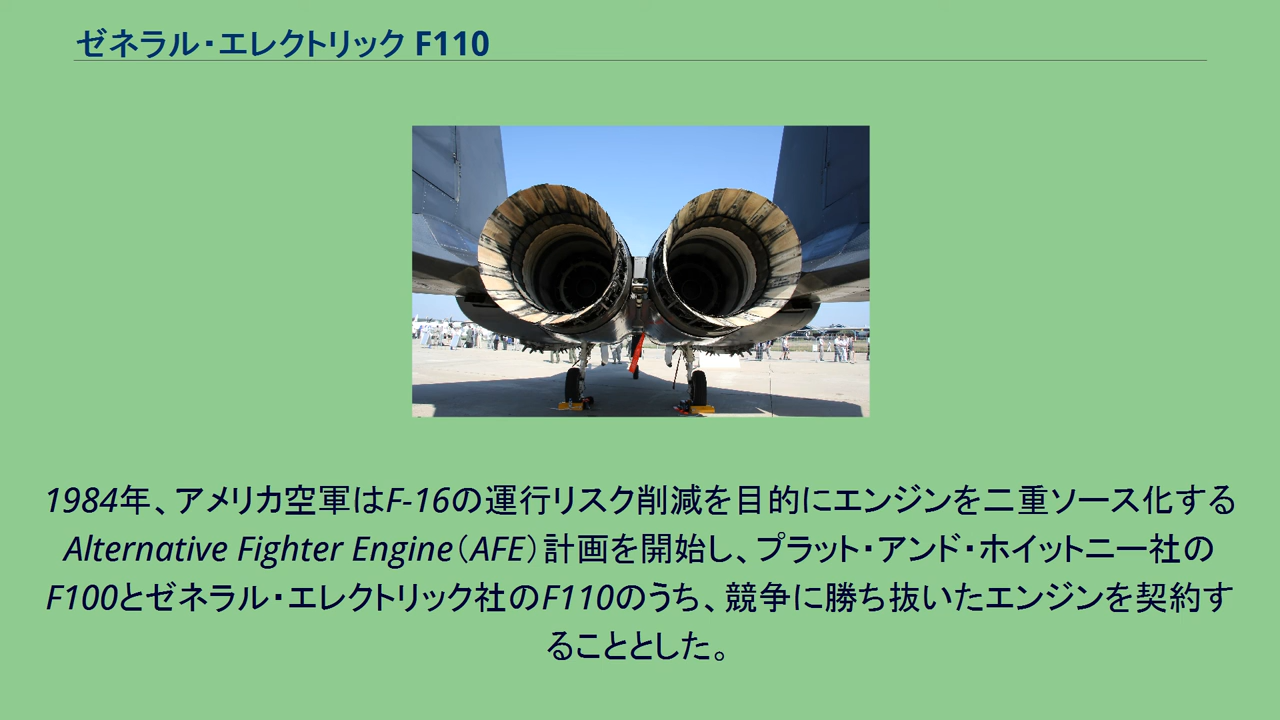 ゼネラル・エレクトリック F110
1984年、アメリカ空軍はF-16の運行リスク削減を目的にエンジンを二重ソース化する
Alternative Fighter Engine（AFE）計画を開始し、プラット・アンド・ホイットニー社の
F100とゼネラル・エレクトリック社のF110のうち、競争に勝ち抜いたエンジンを契約す
ることとした。